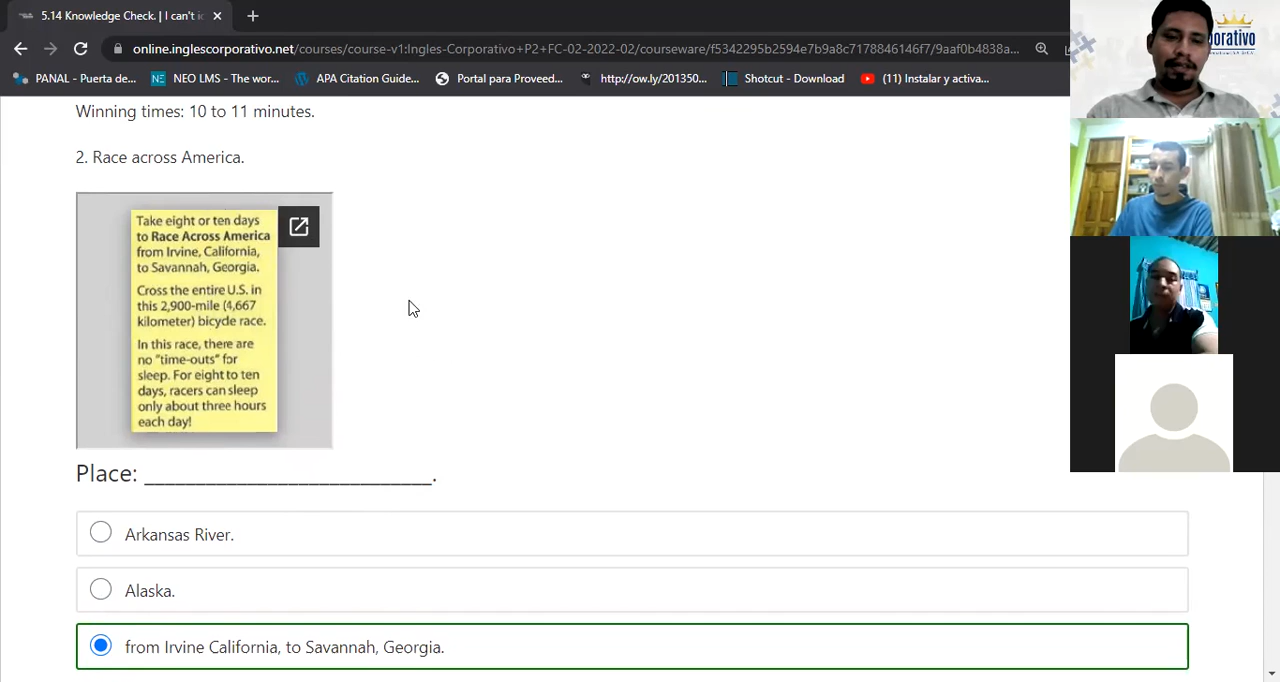 5.14 Knowledge Check. | I can't i
online.inglescorporativo.net/courses/course-v1:Ingles-Corporativo+P2+FC-02-2022-02/courseware/f5342295b2594e7b9a8c7178846146f7/9aaf0b4838a...
PANAL - Puerta de... NEO LMS - The wor... APA Citation Guide... Portal para Proveed... http://ow.ly/201350... Shotcut - Download (11) Instalar y activa...
porativo
Winning times: 10 to 11 minutes.
2. Race across America.
Take eight or ten days
to Race Across America
from Irvine, California,
to Savannah, Georgia.
Cross the entire U.S. in
this 2,900-mile (4,667
kilometer) bicycle race.
In this race, there are
no "time-outs" for
sleep. For eight to ten
days, racers can sleep
only about three hours
each day!
Place: ___________________________.
Arkansas River.
Alaska.
from Irvine California, to Savannah, Georgia.